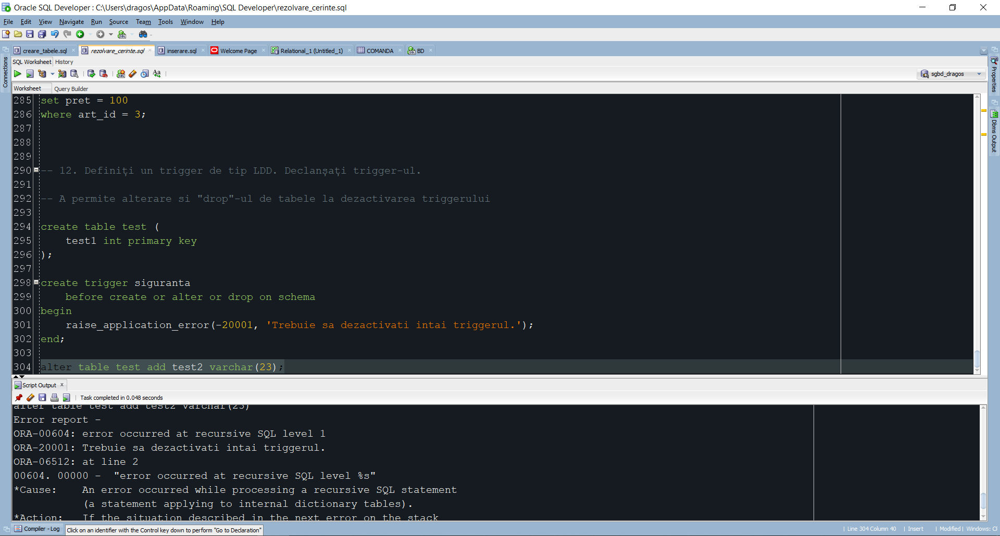 Oracle SQL Developer : C:\Users\dragos\AppData\Roaming\SQL Developer\rezolvare_cerinte.sql
File Edit View Navigate Run Source Team Tools Window Help
creare_tabele.sql rezolvare_cerinte.sql inserare.sql Welcome Page Relational_1 (Untitled_1) COMANDA BD
Connections
SQL Worksheet History
sgbd_dragos
Properties
Dbms Output
Worksheet Query Builder
285 set pret = 100
286 where art_id = 3;
287
288
289
290 -- 12. Definiți un trigger de tip LDD. Declanșați trigger-ul.
291
292 -- A permite alterare si "drop"-ul de tabele la dezactivarea triggerului
293
294 create table test (
295 test1 int primary key
296 );
297
298 create trigger siguranta
299 before create or alter or drop on schema
300 begin
301 raise_application_error(-20001, 'Trebuie sa dezactivati intai triggerul.');
302 end;
303
304 alter table test add test2 varchar(23);
Script Output
Task completed in 0.048 seconds
alter table test add test2 varchar(23)
Error report -
ORA-00604: error occurred at recursive SQL level 1
ORA-20001: Trebuie sa dezactivati intai triggerul.
ORA-06512: at line 2
00604. 00000 - "error occurred at recursive SQL level %s"
*Cause: An error occurred while processing a recursive SQL statement
(a statement applying to internal dictionary tables).
*Action: If the situation described in the next error on the stack
Compiler - Log Click on an identifier with the Control key down to perform "Go to Declaration"
Line 304 Column 40 | Insert | Modified | Windows: CF